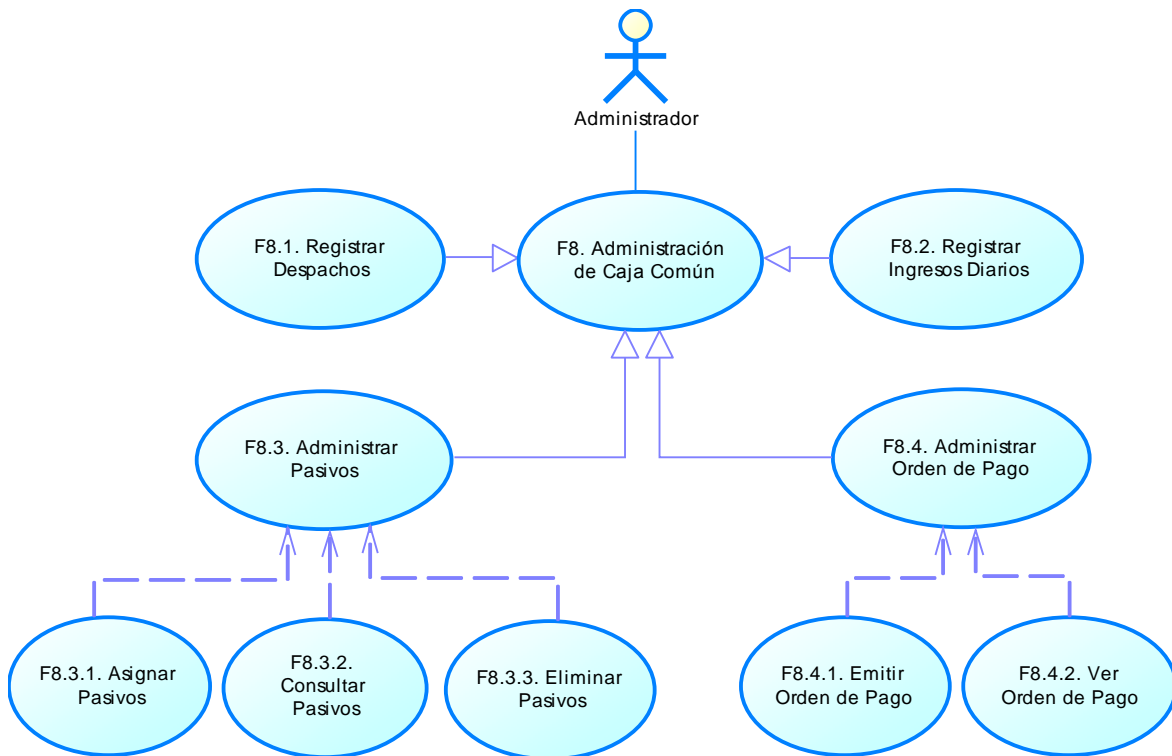 Administrador
F8.1. Registrar
Despachos
F8. Administración
de Caja Común
F8.2. Registrar
Ingresos Diarios
F8.3. Administrar
Pasivos
F8.4. Administrar
Orden de Pago
F8.3.1. Asignar
Pasivos
F8.3.2.
Consultar
Pasivos
F8.3.3. Eliminar
Pasivos
F8.4.1. Emitir
Orden de Pago
F8.4.2. Ver
Orden de Pago